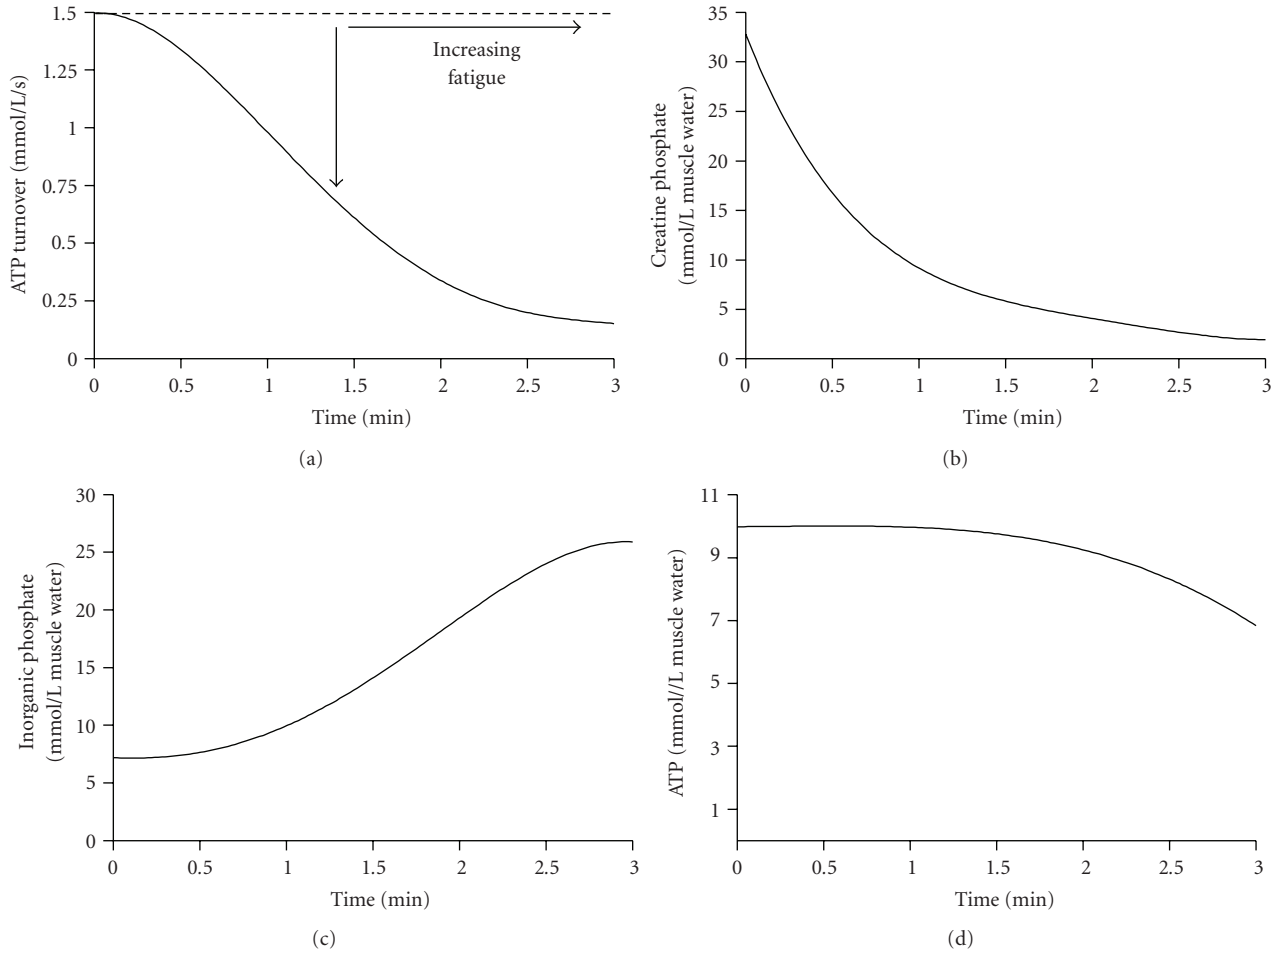 1.5
1.25
1
0.75
0.5
0.25
0
ATP turnover (mmol/L/s)
Increasing
fatigue
0 0.5 1 1.5 2 2.5 3
Time (min)
(a)
35
30
25
20
15
10
5
0
Creatine phosphate
(mmol/L muscle water)
0 0.5 1 1.5 2 2.5 3
Time (min)
(b)
30
25
20
15
10
5
0
Inorganic phosphate
(mmol/L muscle water)
0 0.5 1 1.5 2 2.5 3
Time (min)
(c)
11
9
7
5
3
1
ATP (mmol//L muscle water)
0 0.5 1 1.5 2 2.5 3
Time (min)
(d)